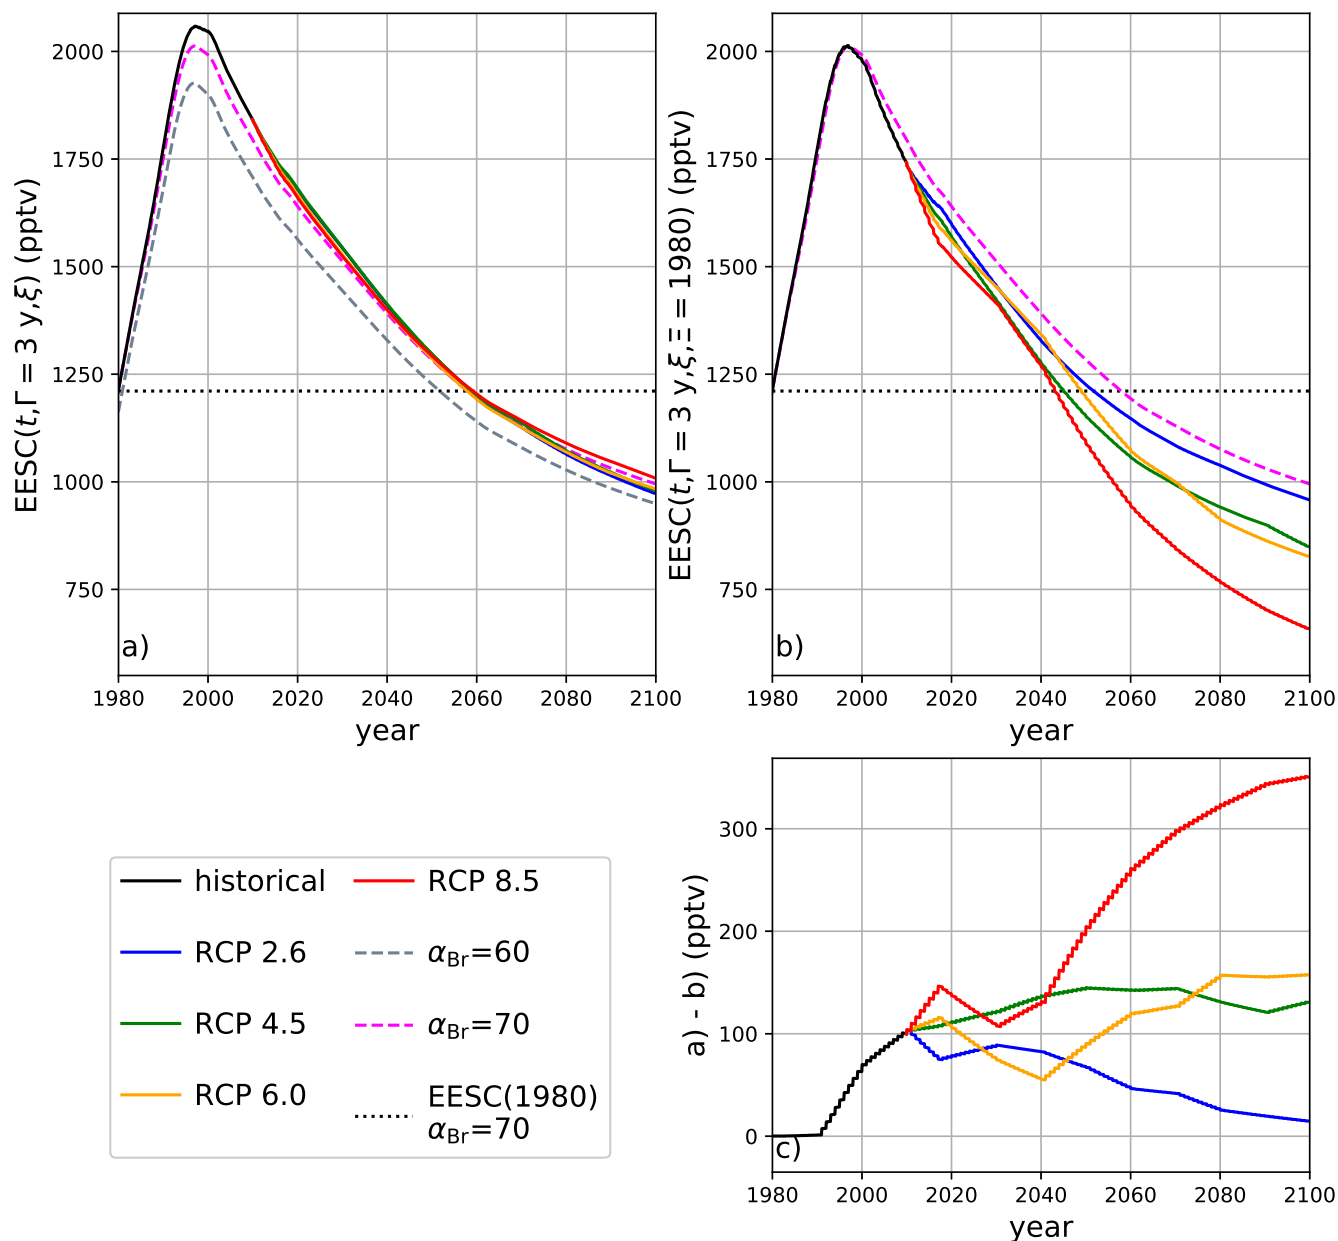 EESC(t,Γ = 3 y,ξ) (pptv)
2000
1750
1500
1250
1000
750
a)
1980 2000 2020 2040 2060 2080 2100
year
EESC(t,Γ = 3 y,ξ,Ξ = 1980) (pptv)
2000
1750
1500
1250
1000
750
b)
1980 2000 2020 2040 2060 2080 2100
year
historical
RCP 2.6
RCP 4.5
RCP 6.0
RCP 8.5
αBr=60
αBr=70
EESC(1980)
αBr=70
a) - b) (pptv)
300
200
100
0
c)
1980 2000 2020 2040 2060 2080 2100
year